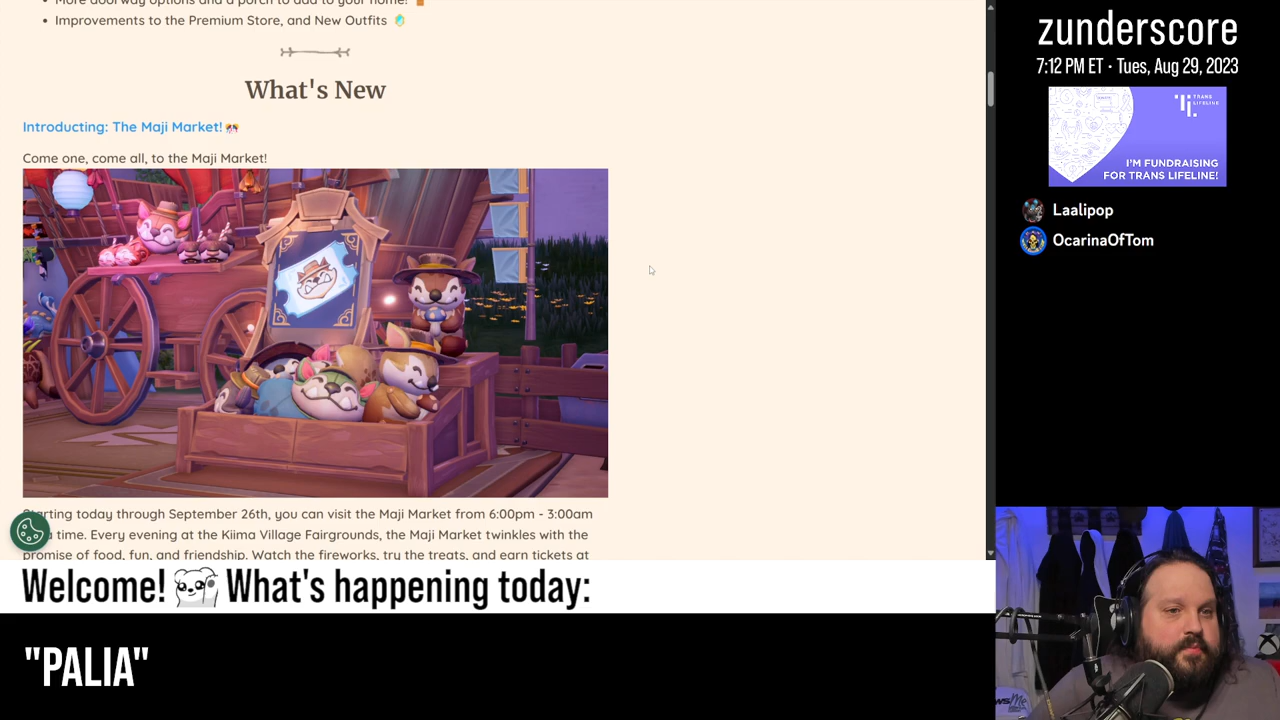 More doorway options and a porch to add to your home!
Improvements to the Premium Store, and New Outfits
What's New
Introducting: The Maji Market!
Come one, come all, to the Maji Market!
Starting today through September 26th, you can visit the Maji Market from 6:00pm - 3:00am
time. Every evening at the Kiima Village Fairgrounds, the Maji Market twinkles with the
promise of food, fun, and friendship. Watch the fireworks, try the treats, and earn tickets at
Welcome! What's happening today:
"PALIA"
zunderscore
7:12 PM ET · Tues, Aug 29, 2023
TRANS
LIFELINE
I'M FUNDRAISING
FOR TRANS LIFELINE!
Laalipop
OcarinaOfTom